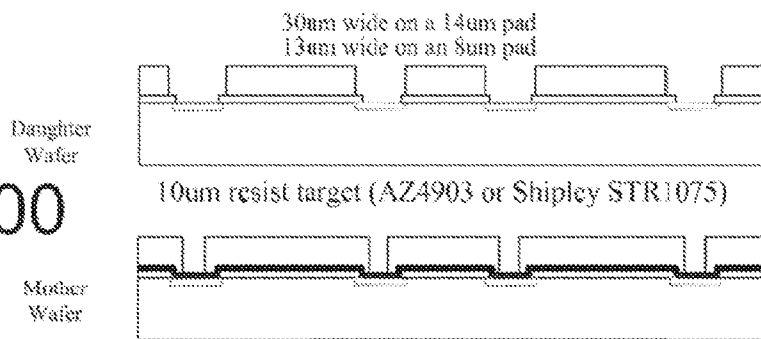 30um wide on a 14um pad
13um wide on an 8um pad
Daughter
Wafer
00
10um resist target (AZ4903 or Shipley STR1075)
Mother
Wafer